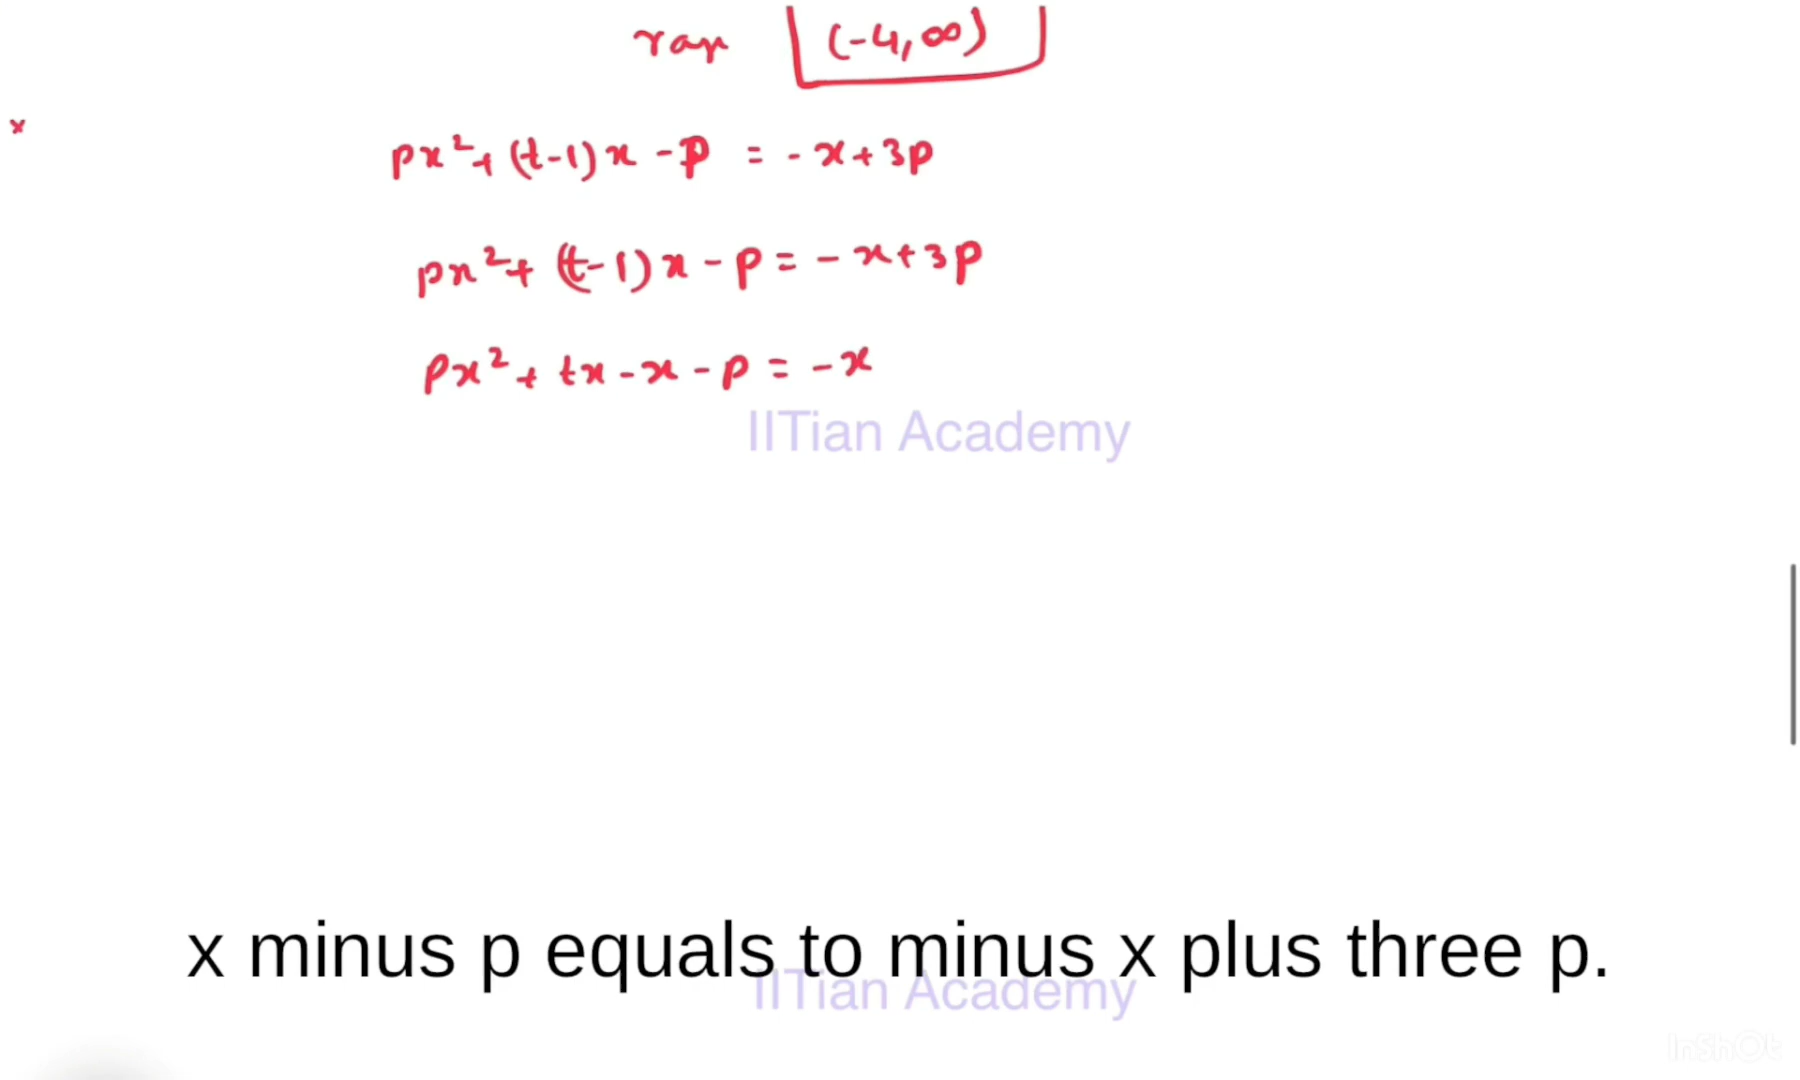 ran (-4, ∞)
x
px² + (t-1)x - p = -x + 3p
px² + (t-1)x - p = -x + 3p
px² + tx - x - p = -x
IITian Academy
x minus p equals to minus x plus three p.
IITian Academy
InShOt